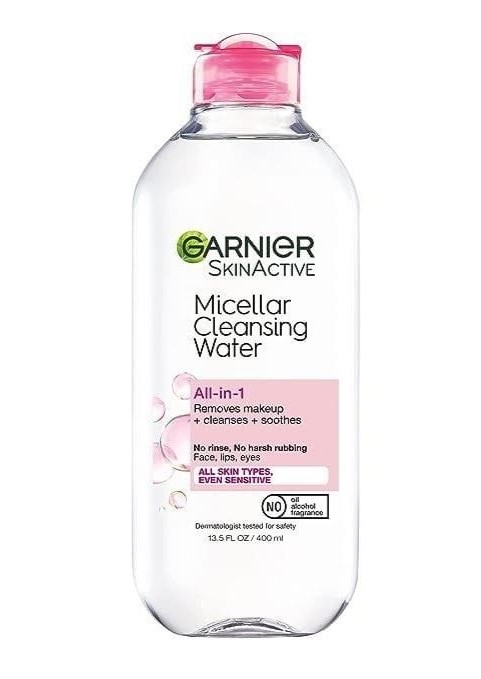 GARNIER
SKINACTIVE
Micellar
Cleansing
Water
All-in-1
Removes makeup
+ cleanses + soothes
No rinse, No harsh rubbing
Face, lips, eyes
ALL SKIN TYPES,
EVEN SENSITIVE
NO oil
alcohol
fragrance
Dermatologist tested for safety
13.5 FL OZ / 400 ml